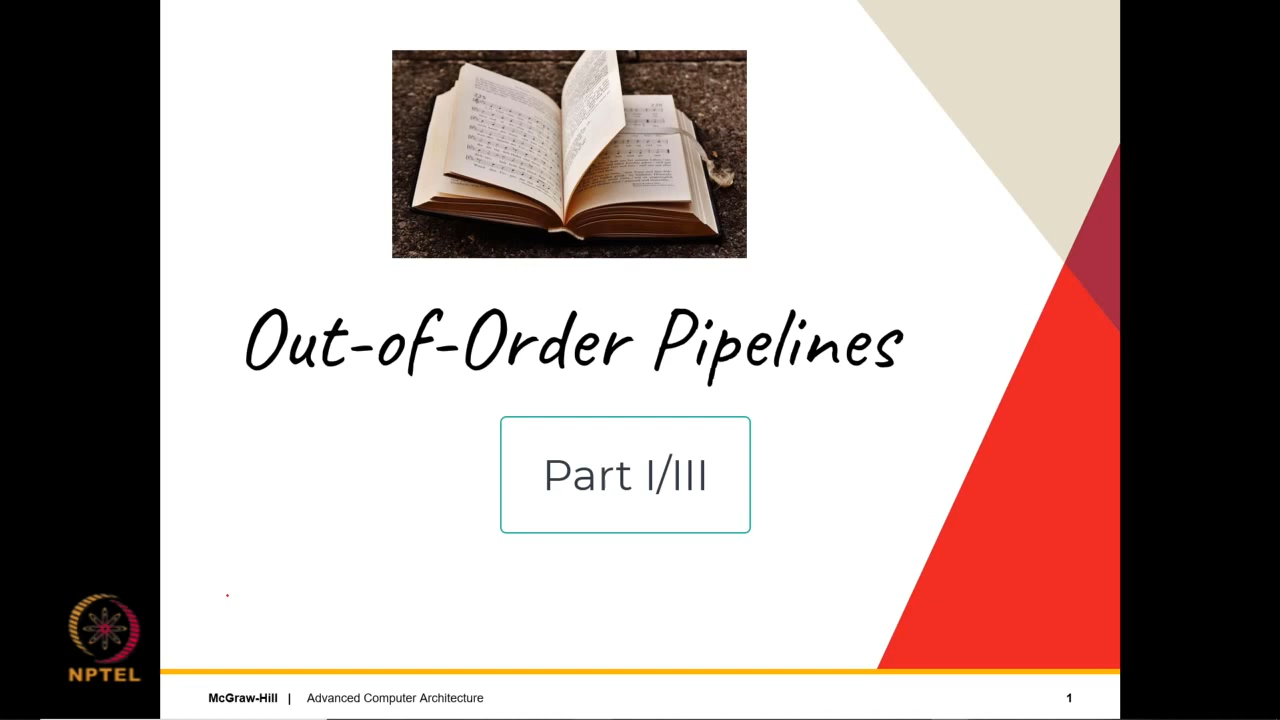 Out-of-Order Pipelines
Part I/III
NPTEL
McGraw-Hill | Advanced Computer Architecture 1